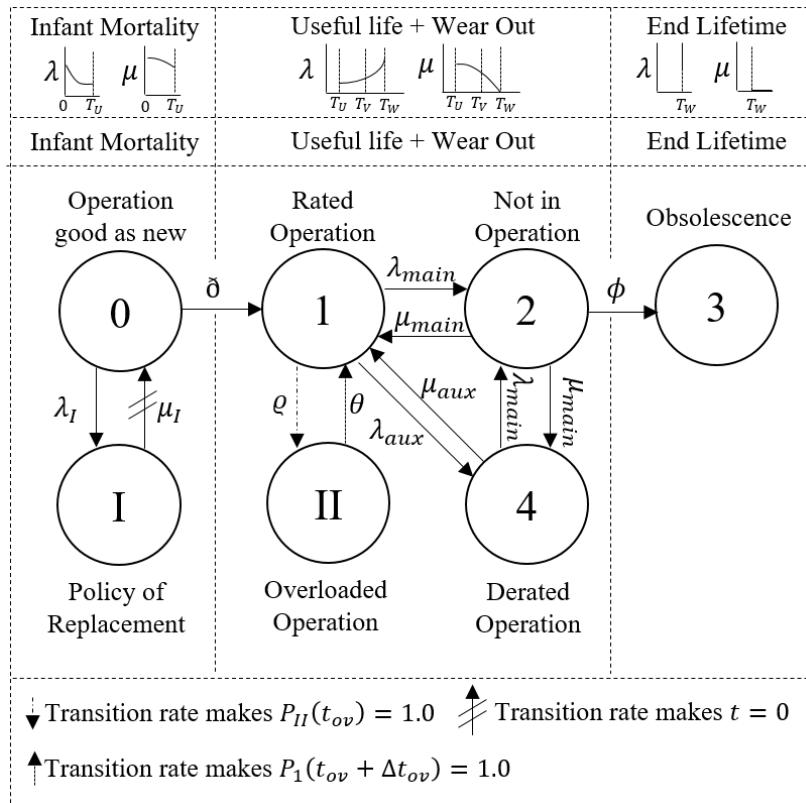 Infant Mortality Useful life + Wear Out End Lifetime
λ 0 T_U μ 0 T_U λ T_U T_V T_W μ T_U T_V T_W λ T_W μ T_W
Infant Mortality Useful life + Wear Out End Lifetime
Operation good as new
Rated Operation
Not in Operation
Obsolescence
0 ð 1 λ_main μ_main 2 ϕ 3
λ_I μ_I ϱ θ μ_aux λ_aux λ_main μ_main
I II 4
Policy of Replacement
Overloaded Operation
Derated Operation
Transition rate makes P_II(t_ov) = 1.0 Transition rate makes t = 0
Transition rate makes P_1(t_ov + Δt_ov) = 1.0